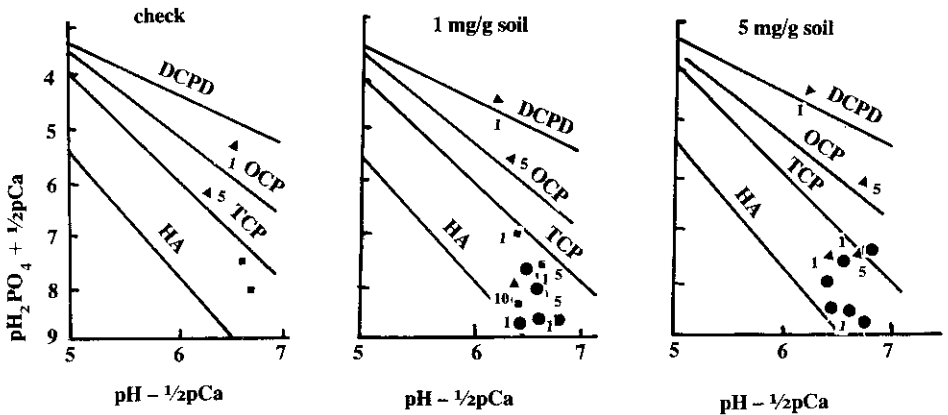 check
1 mg/g soil
5 mg/g soil
pH₂PO₄ + ½pCa
4
5
6
7
8
9
DCPD
OCP
TCP
HA
1
5
5
6
7
pH – ½pCa
DCPD
OCP
TCP
HA
1
5
1
1
5
10
5
1
1
5
6
7
pH – ½pCa
DCPD
OCP
TCP
HA
1
5
1
1
5
1
5
6
7
pH – ½pCa